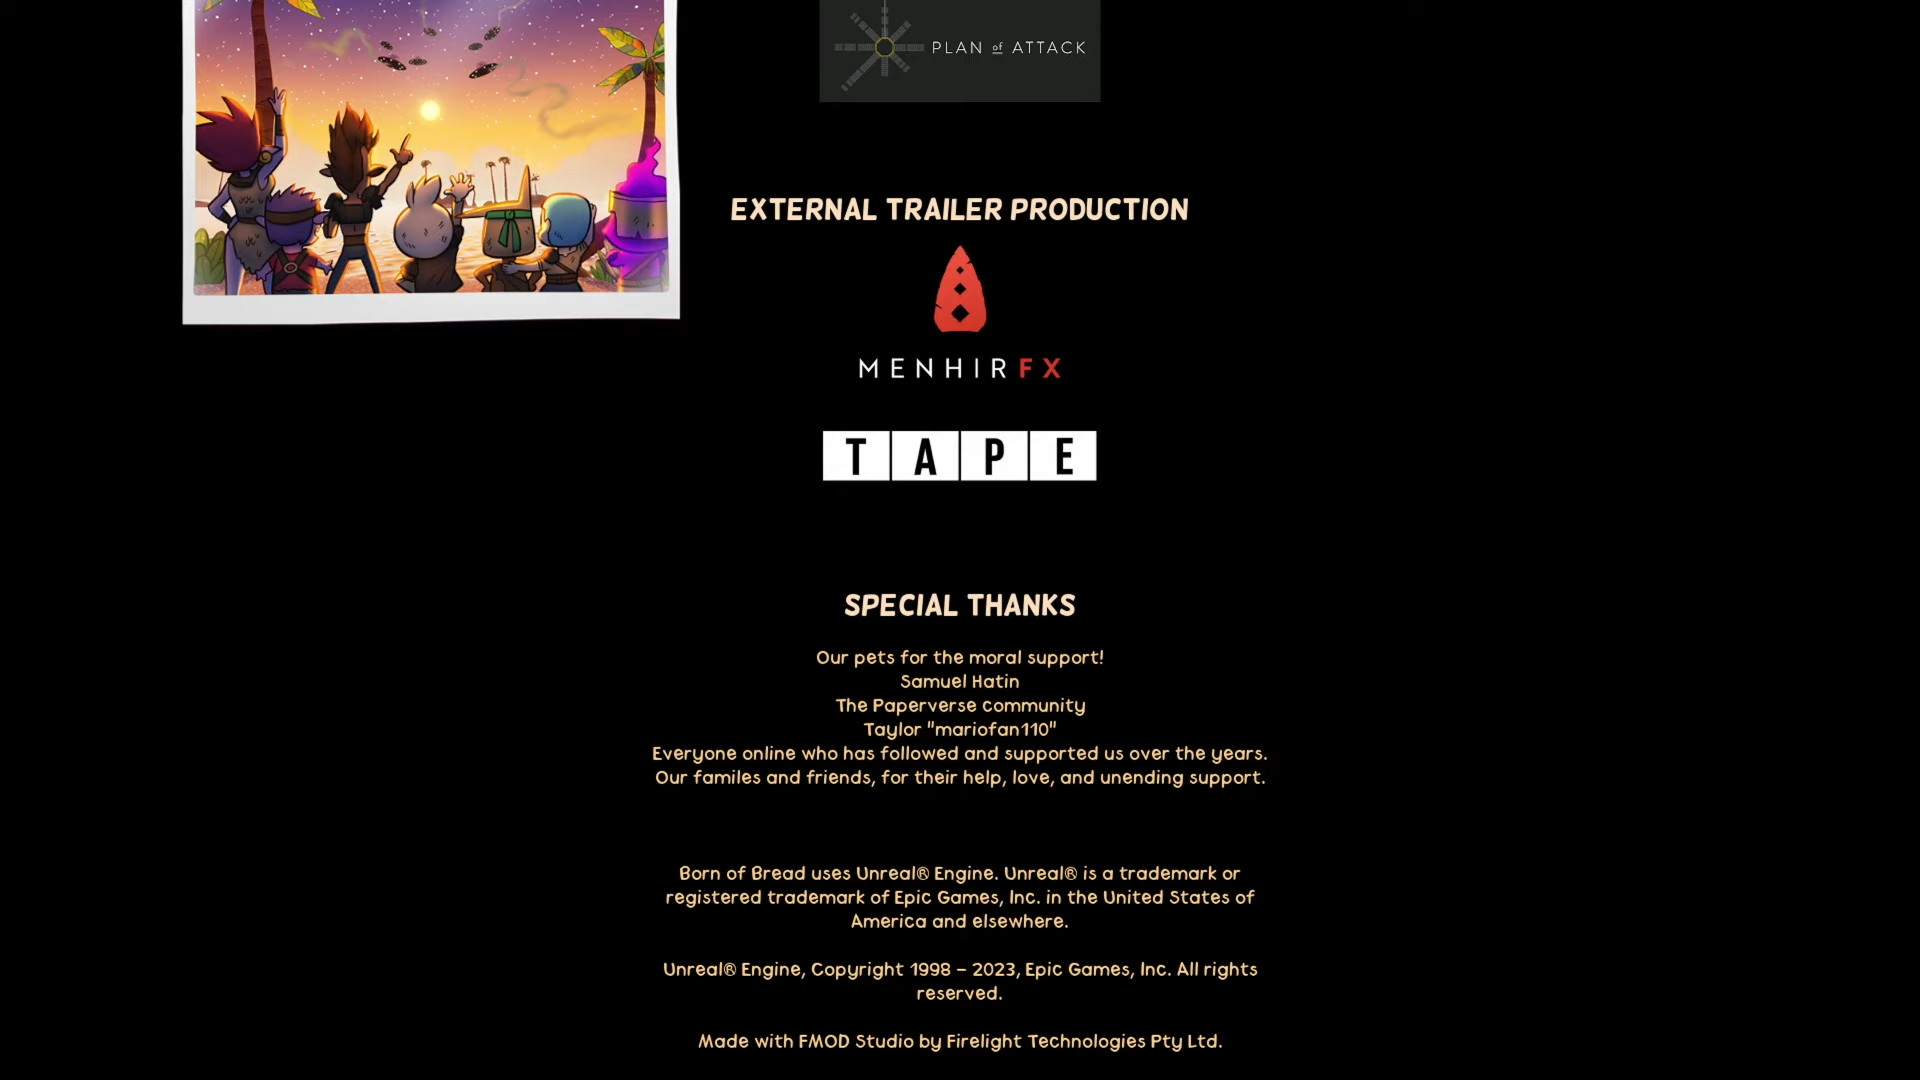 PLAN of ATTACK
EXTERNAL TRAILER PRODUCTION
MENHIRFX
TAPE
SPECIAL THANKS
Our pets for the moral support!
Samuel Hatin
The Paperverse community
Taylor "mariofan110"
Everyone online who has followed and supported us over the years.
Our familes and friends, for their help, love, and unending support.
Born of Bread uses Unreal® Engine. Unreal® is a trademark or
registered trademark of Epic Games, Inc. in the United States of
America and elsewhere.
Unreal® Engine, Copyright 1998 – 2023, Epic Games, Inc. All rights
reserved.
Made with FMOD Studio by Firelight Technologies Pty Ltd.